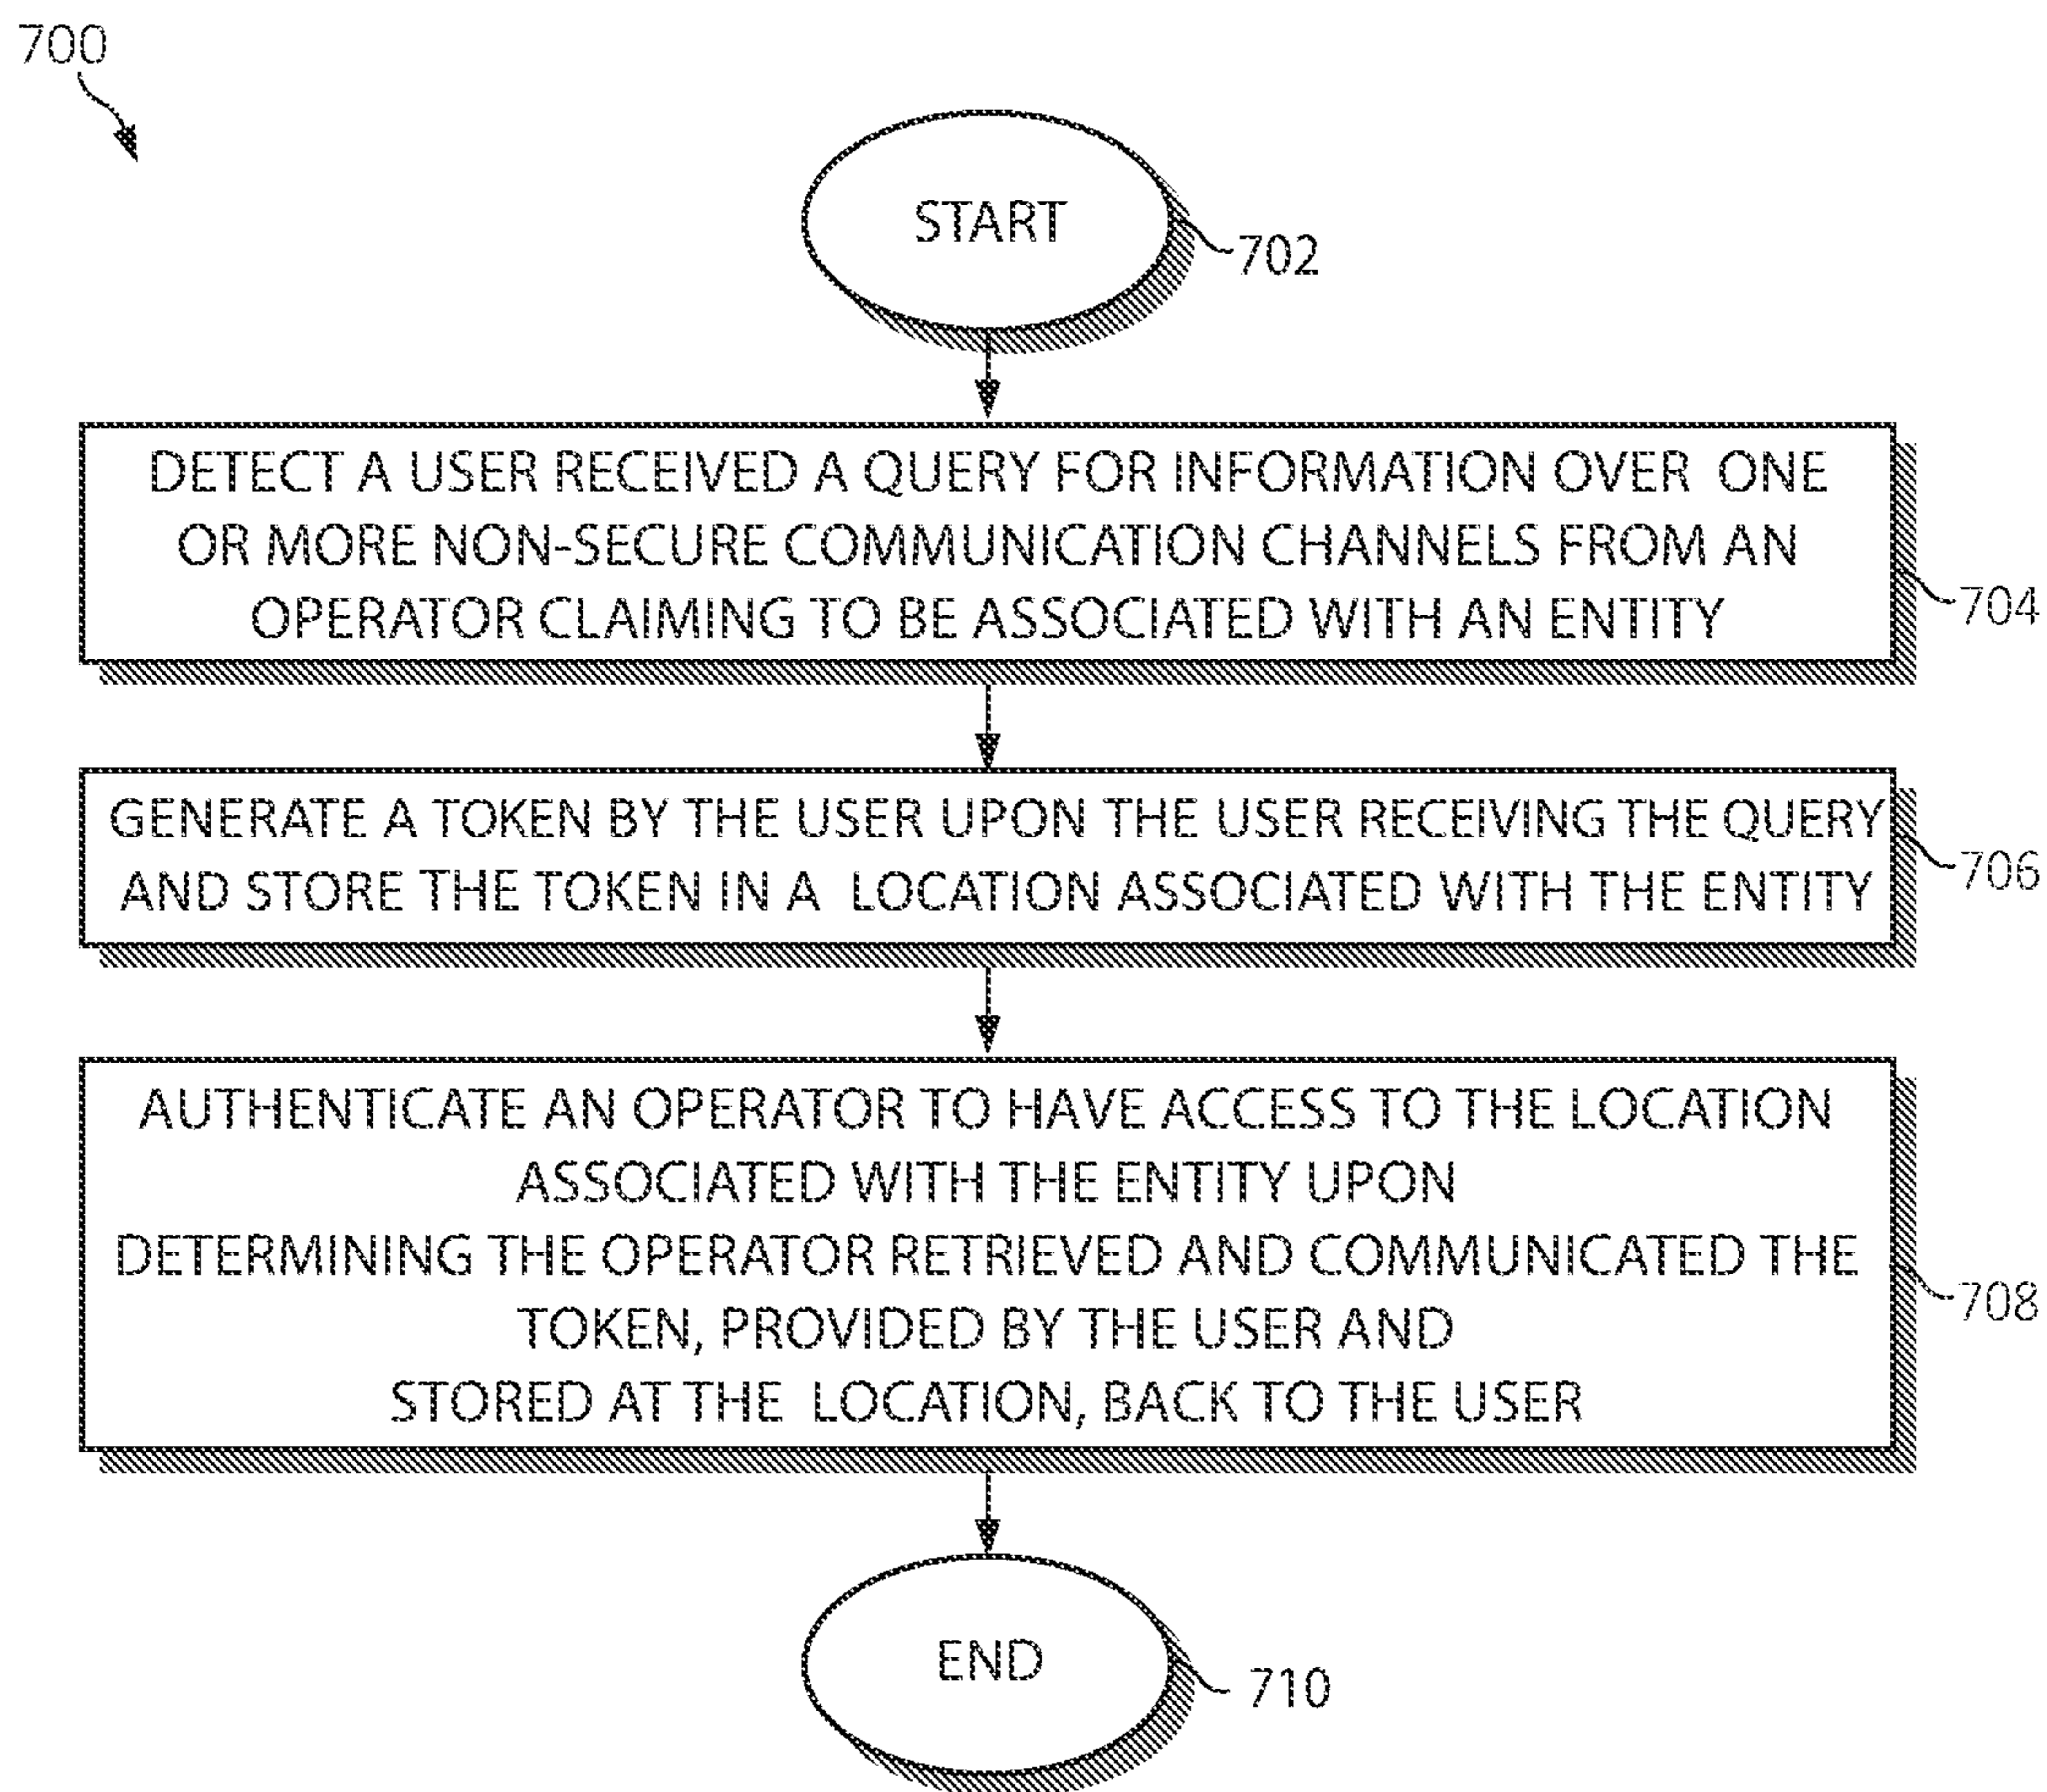 700
START
702
DETECT A USER RECEIVED A QUERY FOR INFORMATION OVER ONE
OR MORE NON-SECURE COMMUNICATION CHANNELS FROM AN
OPERATOR CLAIMING TO BE ASSOCIATED WITH AN ENTITY
704
GENERATE A TOKEN BY THE USER UPON THE USER RECEIVING THE QUERY
AND STORE THE TOKEN IN A LOCATION ASSOCIATED WITH THE ENTITY
706
AUTHENTICATE AN OPERATOR TO HAVE ACCESS TO THE LOCATION
ASSOCIATED WITH THE ENTITY UPON
DETERMINING THE OPERATOR RETRIEVED AND COMMUNICATED THE
TOKEN, PROVIDED BY THE USER AND
STORED AT THE LOCATION, BACK TO THE USER
708
END
710